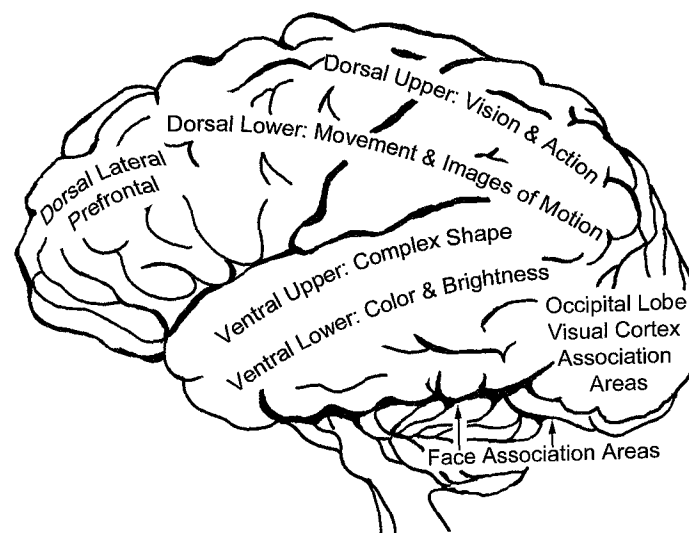 Dorsal Upper: Vision & Action
Dorsal Lower: Movement & Images of Motion
Dorsal Lateral
Prefrontal
Ventral Upper: Complex Shape
Ventral Lower: Color & Brightness
Occipital Lobe
Visual Cortex
Association
Areas
Face Association Areas